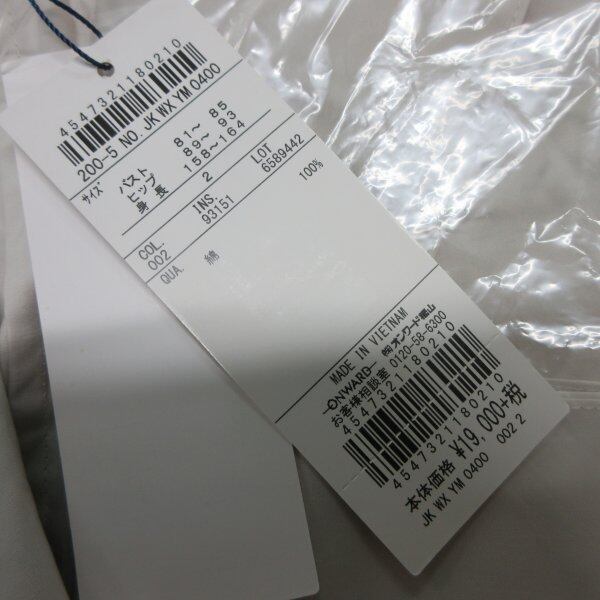 4547321180210
200-5 NO. JK WX YM 0400
サイズ バスト 81～ 85
ヒップ 89～ 93
身長 158～164
2
COL. INS. LOT
002 93151 6589442
QUA. 綿 100%
MADE IN VIETNAM
ONWARD ㈱オンワード樫山
お客様相談室 0120-58-6300
4547321180210
4547321180210
本体価格 ¥19,000+税
JK WX YM 0400 002 2